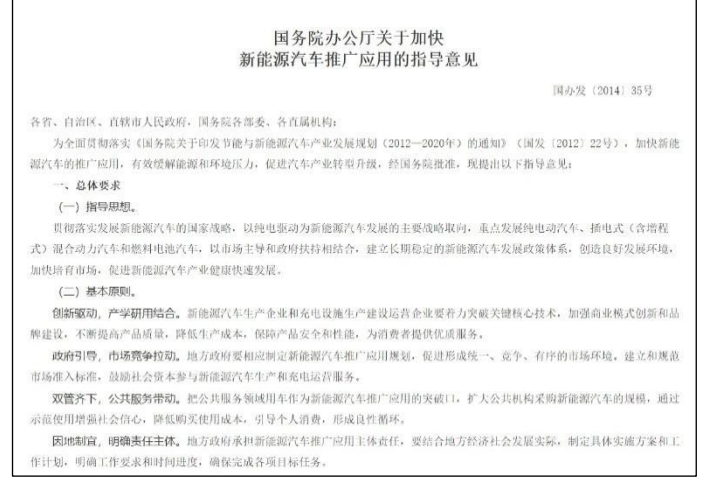 国务院办公厅关于加快
新能源汽车推广应用的指导意见
国办发〔2014〕35号
各省、自治区、直辖市人民政府，国务院各部委、各直属机构：
为全面贯彻落实《国务院关于印发节能与新能源汽车产业发展规划（2012—2020年）的通知》（国发〔2012〕22号），加快新能
源汽车的推广应用，有效缓解能源和环境压力，促进汽车产业转型升级，经国务院批准，现提出以下指导意见：
一、总体要求
（一）指导思想。
贯彻落实发展新能源汽车的国家战略，以纯电驱动为新能源汽车发展的主要战略取向，重点发展纯电动汽车、插电式（含增程
式）混合动力汽车和燃料电池汽车，以市场主导和政府扶持相结合，建立长期稳定的新能源汽车发展政策体系，创造良好发展环境，
加快培育市场，促进新能源汽车产业健康快速发展。
（二）基本原则。
创新驱动，产学研用结合。新能源汽车生产企业和充电设施生产建设运营企业要着力突破关键核心技术，加强商业模式创新和品
牌建设，不断提高产品质量，降低生产成本，保障产品安全和性能，为消费者提供优质服务。
政府引导，市场竞争拉动。地方政府要相应制定新能源汽车推广应用规划，促进形成统一、竞争、有序的市场环境。建立和规范
市场准入标准，鼓励社会资本参与新能源汽车生产和充电运营服务。
双管齐下，公共服务带动。把公共服务领域用车作为新能源汽车推广应用的突破口，扩大公共机构采购新能源汽车的规模，通过
示范使用增强社会信心，降低购买使用成本，引导个人消费，形成良性循环。
因地制宜，明确责任主体。地方政府承担新能源汽车推广应用主体责任，要结合地方经济社会发展实际，制定具体实施方案和工
作计划，明确工作要求和时间进度，确保完成各项目标任务。